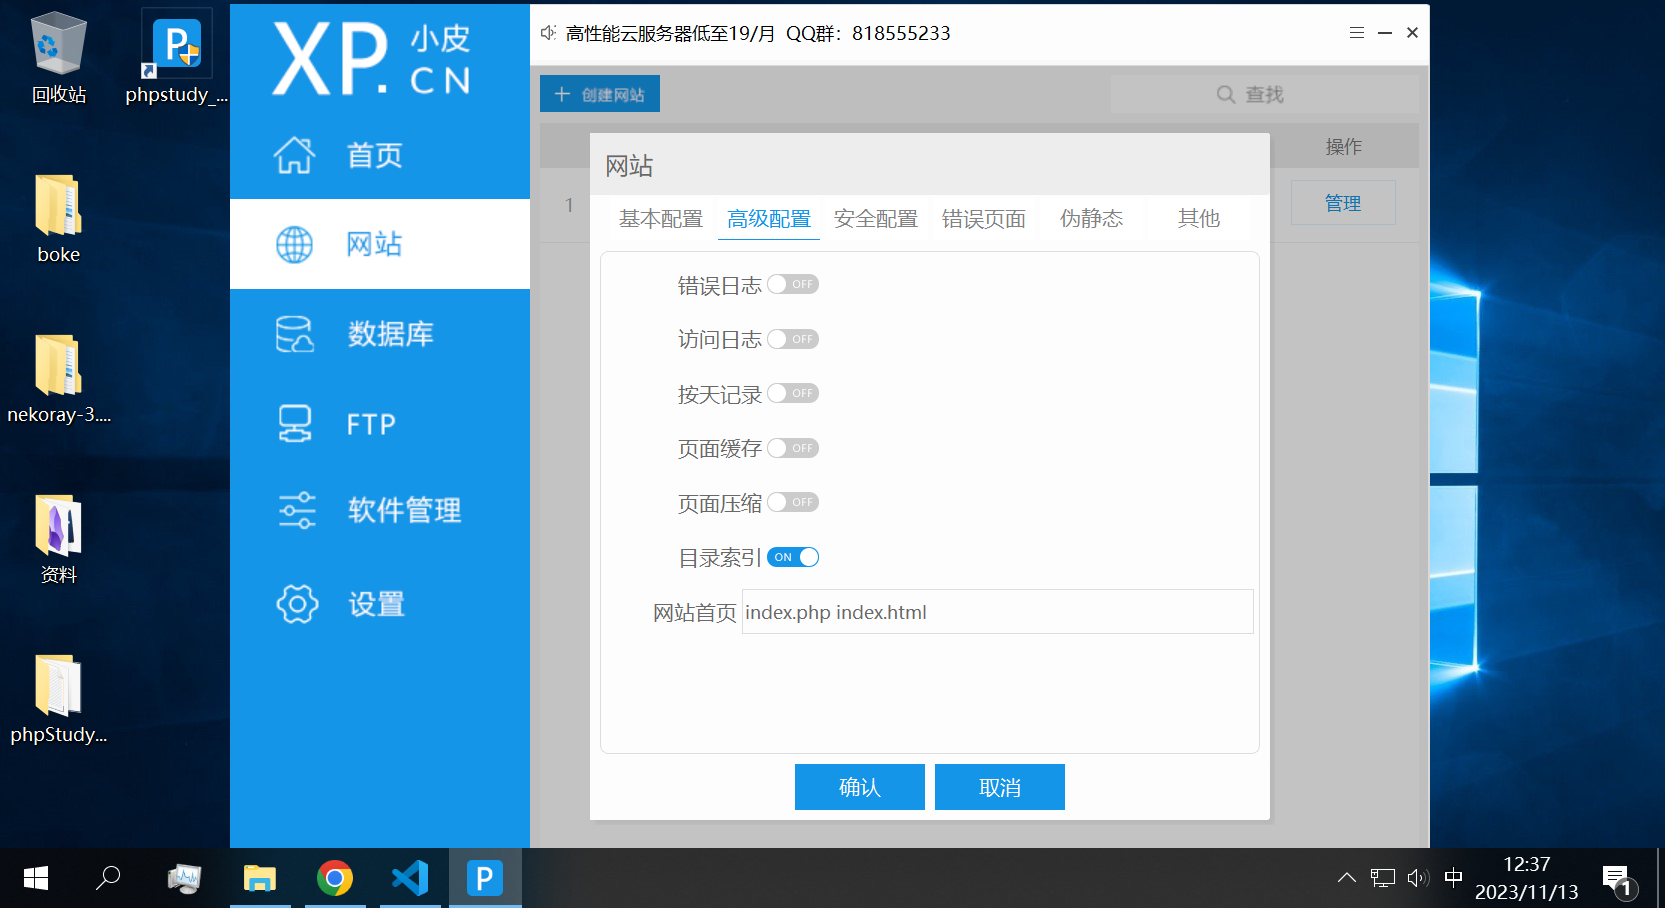 回收站
phpstudy_...
boke
nekoray-3....
资料
phpStudy...
XP.小皮
CN
首页
网站
数据库
FTP
软件管理
设置
高性能云服务器低至19/月 QQ群：818555233
创建网站
查找
操作
1
管理
网站
基本配置 高级配置 安全配置 错误页面 伪静态 其他
错误日志 OFF
访问日志 OFF
按天记录 OFF
页面缓存 OFF
页面压缩 OFF
目录索引 ON
网站首页 index.php index.html
确认 取消
P
中
12:37
2023/11/13
1